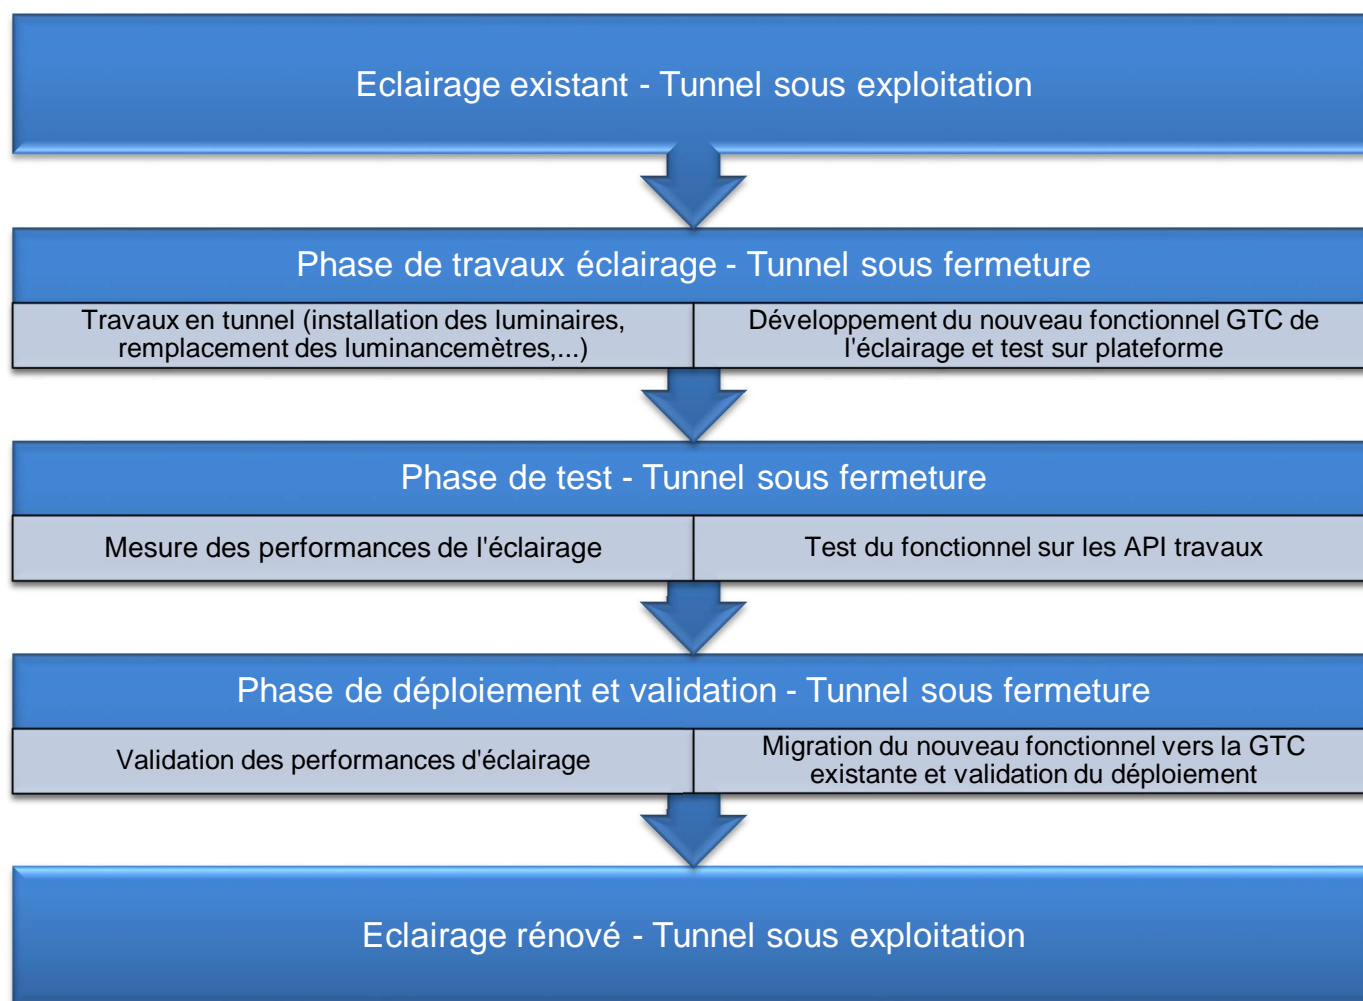 Eclairage existant - Tunnel sous exploitation
Phase de travaux éclairage - Tunnel sous fermeture
Travaux en tunnel (installation des luminaires,
remplacement des luminancemètres,...)
Développement du nouveau fonctionnel GTC de
l'éclairage et test sur plateforme
Phase de test - Tunnel sous fermeture
Mesure des performances de l'éclairage
Test du fonctionnel sur les API travaux
Phase de déploiement et validation - Tunnel sous fermeture
Validation des performances d'éclairage
Migration du nouveau fonctionnel vers la GTC
existante et validation du déploiement
Eclairage rénové - Tunnel sous exploitation